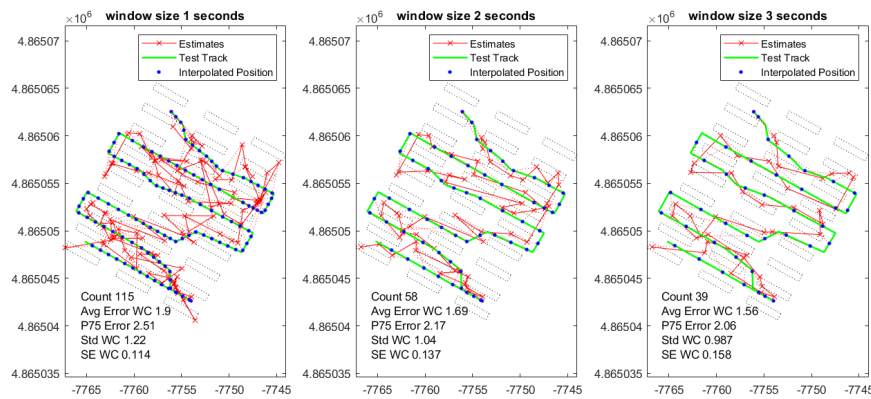 window size 1 seconds
×10⁶
4.86507
4.865065
4.86506
4.865055
4.86505
4.865045
4.86504
4.865035
-7765
-7760
-7755
-7750
-7745
Estimates
Test Track
Interpolated Position
Count 115
Avg Error WC 1.9
P75 Error 2.51
Std WC 1.22
SE WC 0.114
window size 2 seconds
×10⁶
4.86507
4.865065
4.86506
4.865055
4.86505
4.865045
4.86504
4.865035
-7765
-7760
-7755
-7750
-7745
Estimates
Test Track
Interpolated Position
Count 58
Avg Error WC 1.69
P75 Error 2.17
Std WC 1.04
SE WC 0.137
window size 3 seconds
×10⁶
4.86507
4.865065
4.86506
4.865055
4.86505
4.865045
4.86504
4.865035
-7765
-7760
-7755
-7750
-7745
Estimates
Test Track
Interpolated Position
Count 39
Avg Error WC 1.56
P75 Error 2.06
Std WC 0.987
SE WC 0.158